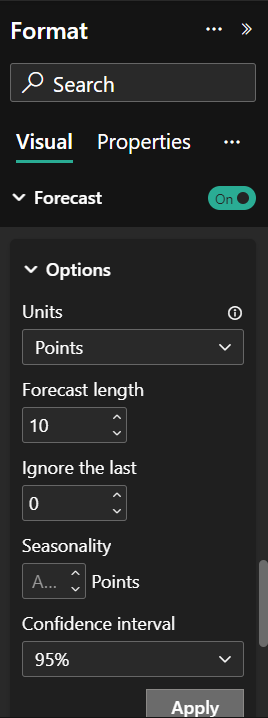 Format
Search
Visual Properties
Forecast On
Options
Units
Points
Forecast length
10
Ignore the last
0
Seasonality
A... Points
Confidence interval
95%
Apply